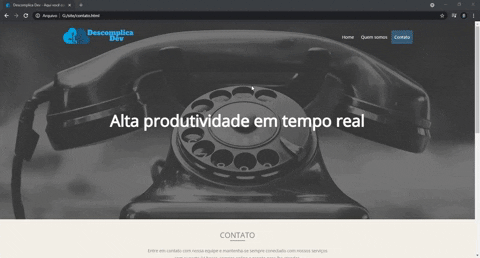 Descomplica Dev - Aqui você
Arquivo | G:/site/contato.html
Descomplica
Dev
Home Quem somos Contato
Alta produtividade em tempo real
CONTATO
Entre em contato com nossa equipe e mantenha-se sempre conectado com nossos serviços